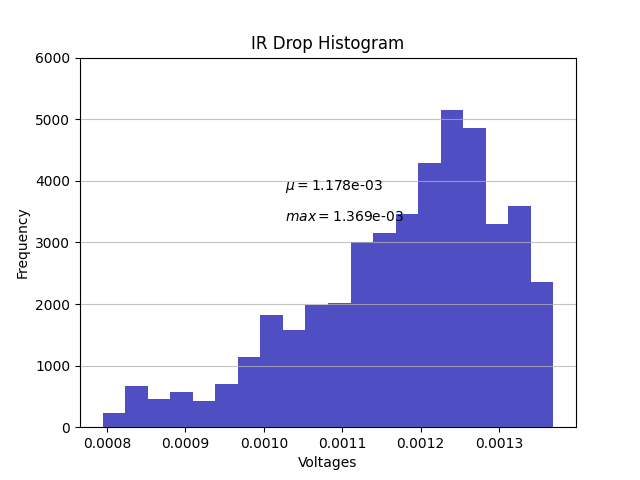 IR Drop Histogram
6000
5000
4000
3000
2000
1000
0
Frequency
μ = 1.178e-03
max = 1.369e-03
0.0008 0.0009 0.0010 0.0011 0.0012 0.0013
Voltages